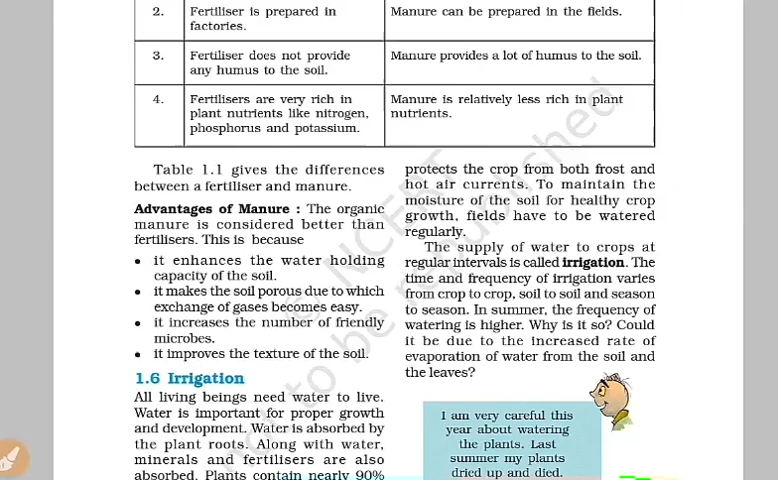 2. Fertiliser is prepared in Manure can be prepared in the fields.
factories.
3. Fertiliser does not provide Manure provides a lot of humus to the soil.
any humus to the soil.
4. Fertilisers are very rich in Manure is relatively less rich in plant
plant nutrients like nitrogen, nutrients.
phosphorus and potassium.
Table 1.1 gives the differences
between a fertiliser and manure.
Advantages of Manure : The organic
manure is considered better than
fertilisers. This is because
• it enhances the water holding
capacity of the soil.
• it makes the soil porous due to which
exchange of gases becomes easy.
• it increases the number of friendly
microbes.
• it improves the texture of the soil.
1.6 Irrigation
All living beings need water to live.
Water is important for proper growth
and development. Water is absorbed by
the plant roots. Along with water,
minerals and fertilisers are also
absorbed. Plants contain nearly 90%
protects the crop from both frost and
hot air currents. To maintain the
moisture of the soil for healthy crop
growth, fields have to be watered
regularly.
The supply of water to crops at
regular intervals is called irrigation. The
time and frequency of irrigation varies
from crop to crop, soil to soil and season
to season. In summer, the frequency of
watering is higher. Why is it so? Could
it be due to the increased rate of
evaporation of water from the soil and
the leaves?
I am very careful this
year about watering
the plants. Last
summer my plants
dried up and died.
© NCERT
not to be republished